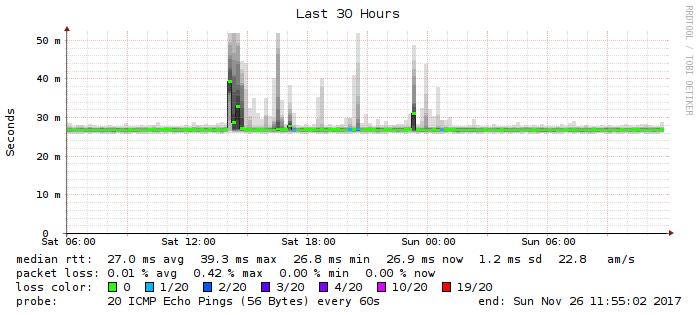 Last 30 Hours
RRDTOOL / TOBI OETIKER
Seconds
50 m
40 m
30 m
20 m
10 m
0
Sat 06:00 Sat 12:00 Sat 18:00 Sun 00:00 Sun 06:00
median rtt: 27.0 ms avg 39.3 ms max 26.8 ms min 26.9 ms now 1.2 ms sd 22.8 am/s
packet loss: 0.01 % avg 0.42 % max 0.00 % min 0.00 % now
loss color: 0 1/20 2/20 3/20 4/20 10/20 19/20
probe: 20 ICMP Echo Pings (56 Bytes) every 60s end: Sun Nov 26 11:55:02 2017